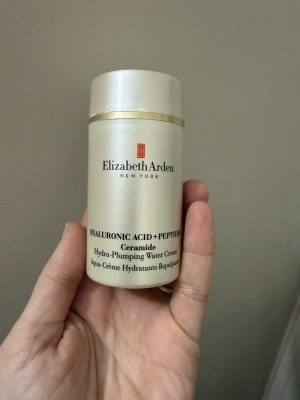 Elizabeth Arden
NEW YORK
HYALURONIC ACID + PEPTIDES
Ceramide
Hydra-Plumping Water Cream
Aqua-Crème Hydratante Repulpante